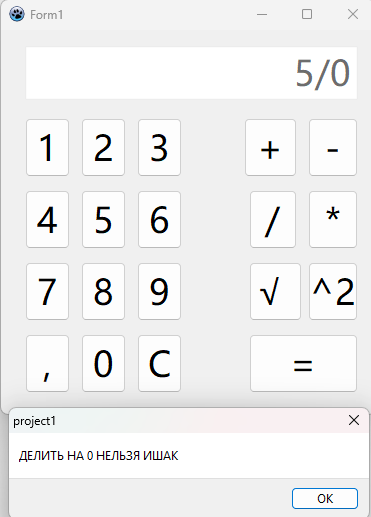 Form1
5/0
1 2 3 + -
4 5 6 / *
7 8 9 √ ^2
, 0 C =
project1
ДЕЛИТЬ НА 0 НЕЛЬЗЯ ИШАК
OK